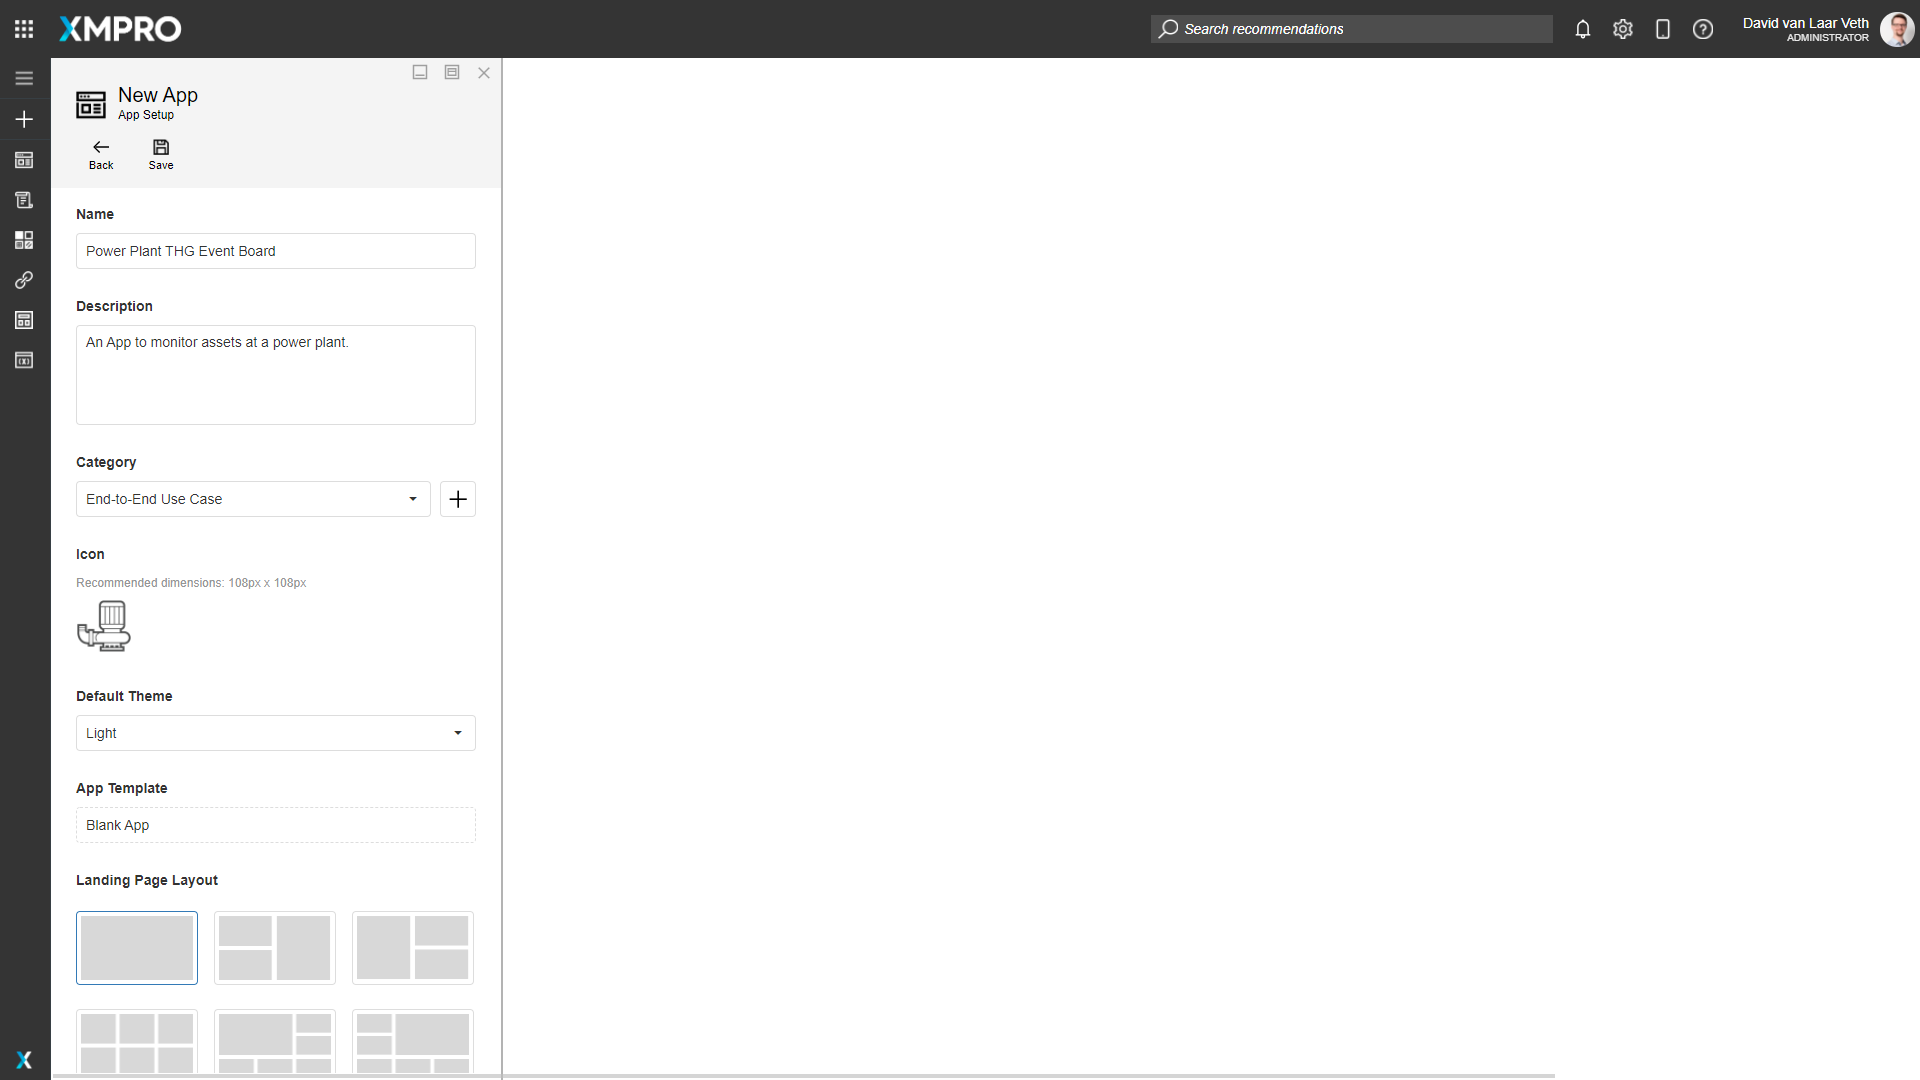 XMPRO
Search recommendations
David van Laar Veth
ADMINISTRATOR
New App
App Setup
Back
Save
Name
Power Plant THG Event Board
Description
An App to monitor assets at a power plant.
Category
End-to-End Use Case
Icon
Recommended dimensions: 108px x 108px
Default Theme
Light
App Template
Blank App
Landing Page Layout